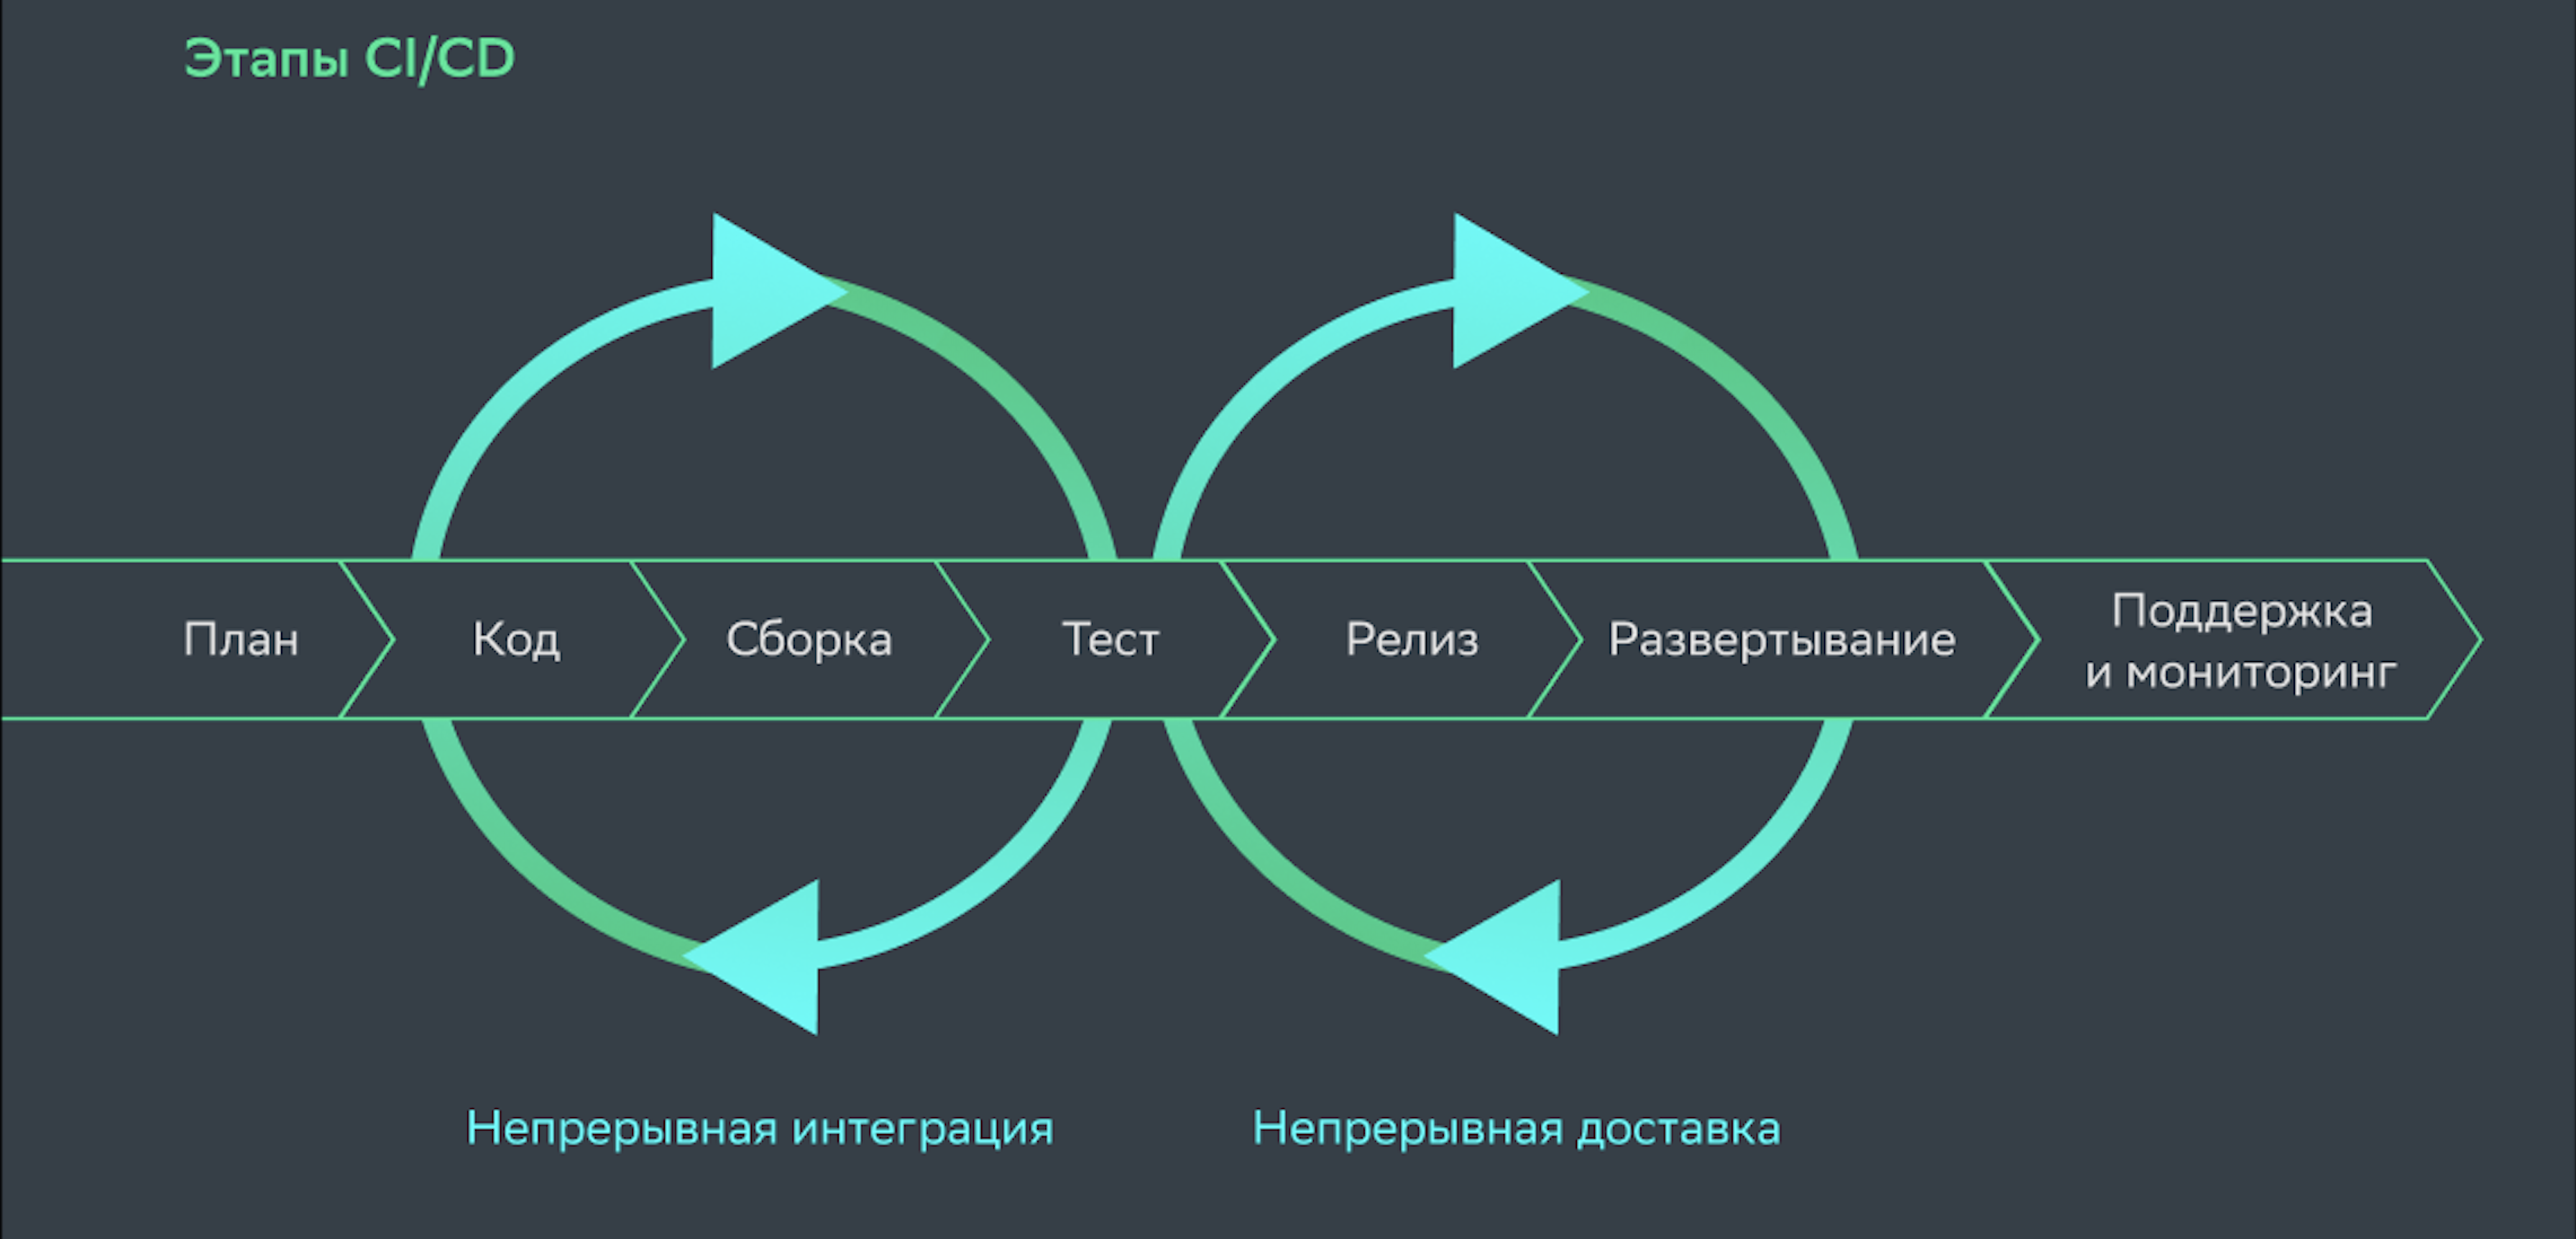 Этапы CI/CD
План
Код
Сборка
Тест
Релиз
Развертывание
Поддержка
и мониторинг
Непрерывная интеграция
Непрерывная доставка